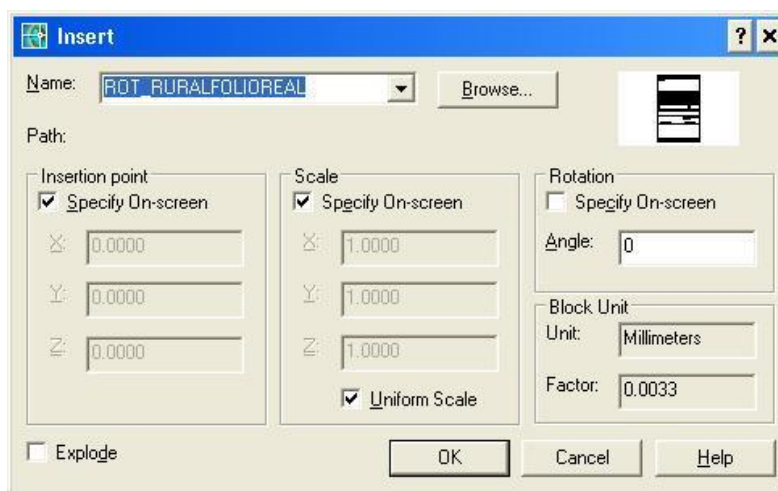 Insert
? ×
Name: ROT_RURALFOLIOREAL Browse...
Path:
Insertion point
Specify On-screen
X: 0.0000
Y: 0.0000
Z: 0.0000
Scale
Specify On-screen
X: 1.0000
Y: 1.0000
Z: 1.0000
Uniform Scale
Rotation
Specify On-screen
Angle: 0
Block Unit
Unit: Millimeters
Factor: 0.0033
Explode
OK Cancel Help